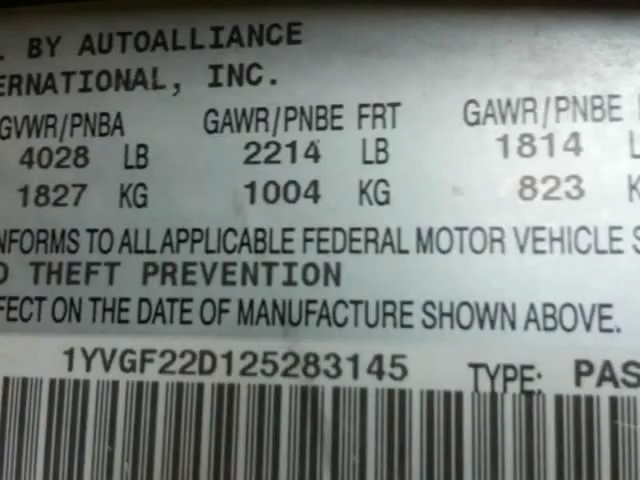 BY AUTOALLIANCE
ERNATIONAL, INC.
GVWR/PNBA GAWR/PNBE FRT GAWR/PNBE
4028 LB 2214 LB 1814 L
1827 KG 1004 KG 823 K
NFORMS TO ALL APPLICABLE FEDERAL MOTOR VEHICLE S
D THEFT PREVENTION
FECT ON THE DATE OF MANUFACTURE SHOWN ABOVE.
1YVGF22D125283145 TYPE: PAS